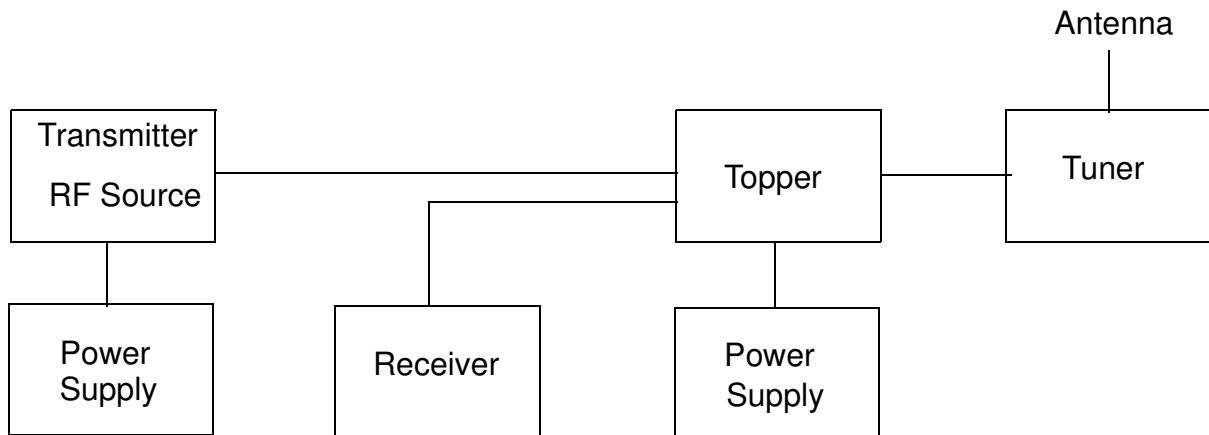 Antenna
Transmitter
RF Source
Topper
Tuner
Power
Supply
Receiver
Power
Supply